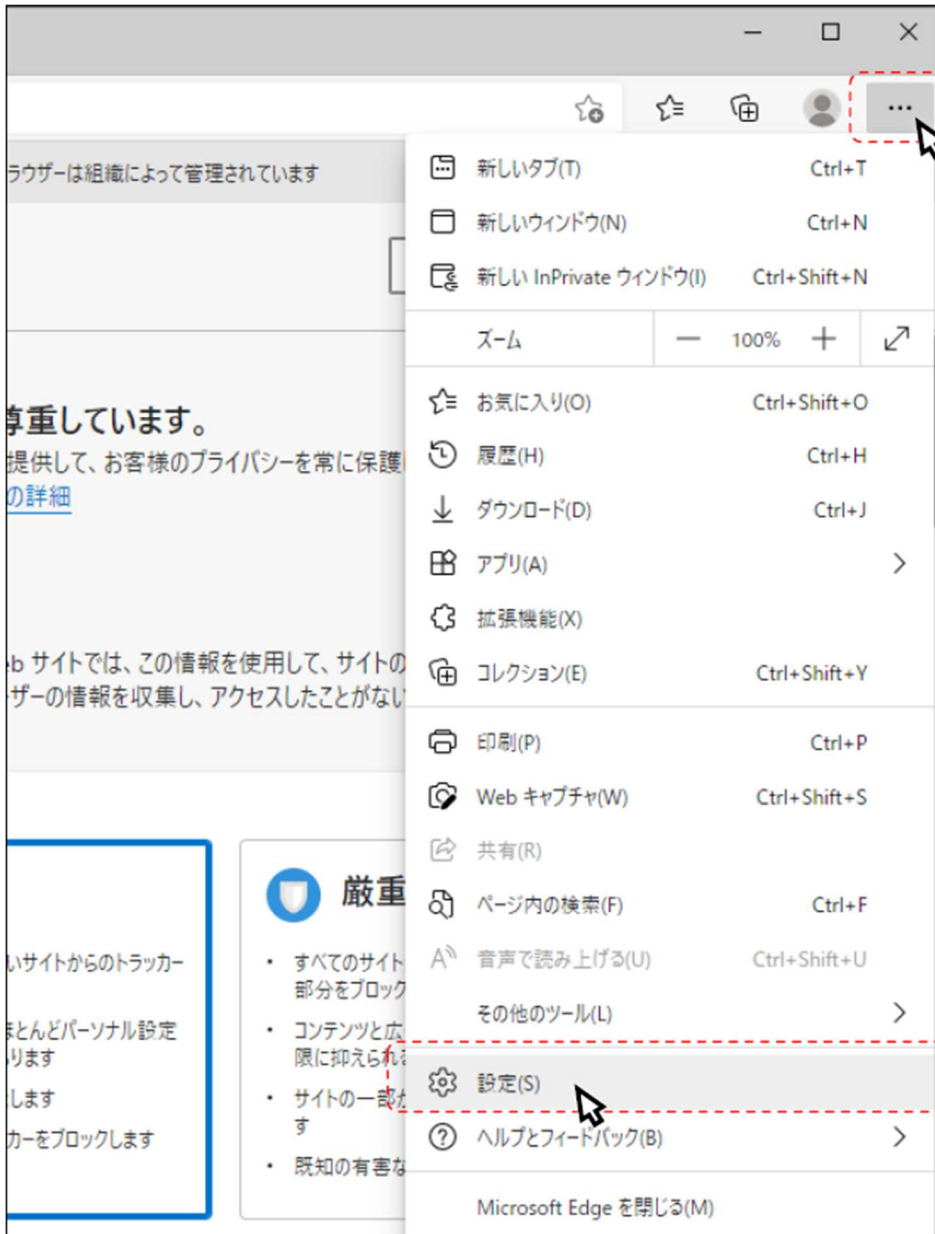 ラウザーは組織によって管理されています
新しいタブ(T) Ctrl+T
新しいウィンドウ(N) Ctrl+N
新しい InPrivate ウィンドウ(I) Ctrl+Shift+N
ズーム 100%
お気に入り(O) Ctrl+Shift+O
履歴(H) Ctrl+H
ダウンロード(D) Ctrl+J
アプリ(A)
拡張機能(X)
コレクション(E) Ctrl+Shift+Y
印刷(P) Ctrl+P
Web キャプチャ(W) Ctrl+Shift+S
共有(R)
ページ内の検索(F) Ctrl+F
音声で読み上げる(U) Ctrl+Shift+U
その他のツール(L)
設定(S)
ヘルプとフィードバック(B)
Microsoft Edge を閉じる(M)
尊重しています。
提供して、お客様のプライバシーを常に保護
の詳細
eb サイトでは、この情報を使用して、サイトの
ーザーの情報を収集し、アクセスしたことがない
いサイトからのトラッカー
ほとんどパーソナル設定
ります
します
カーをブロックします
厳重
・ すべてのサイト
部分をブロック
・ コンテンツと広
限に抑えられ
・ サイトの一部が
す
・ 既知の有害な